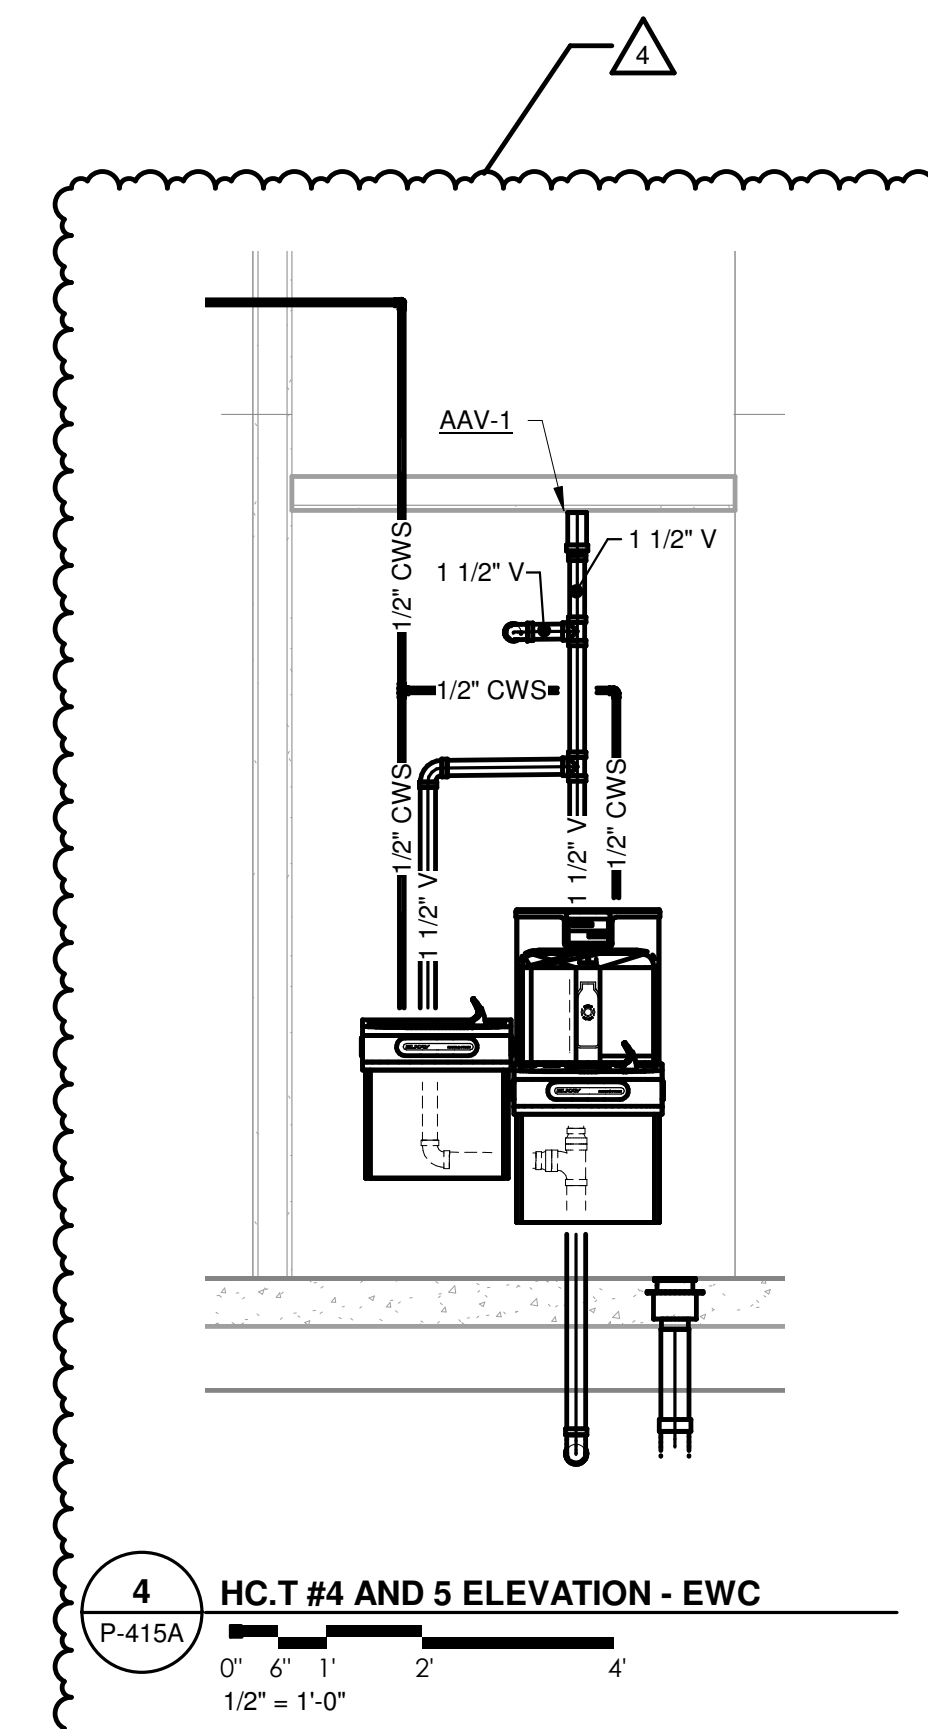 4
AAV-1
1/2" CWS
1 1/2" V
1 1/2" V
1/2" CWS
1/2" CWS
1 1/2" V
1 1/2" V
1/2" CWS
ELKAY
ELKAY
4
P-415A
HC.T #4 AND 5 ELEVATION - EWC
0" 6" 1' 2' 4'
1/2" = 1'-0"